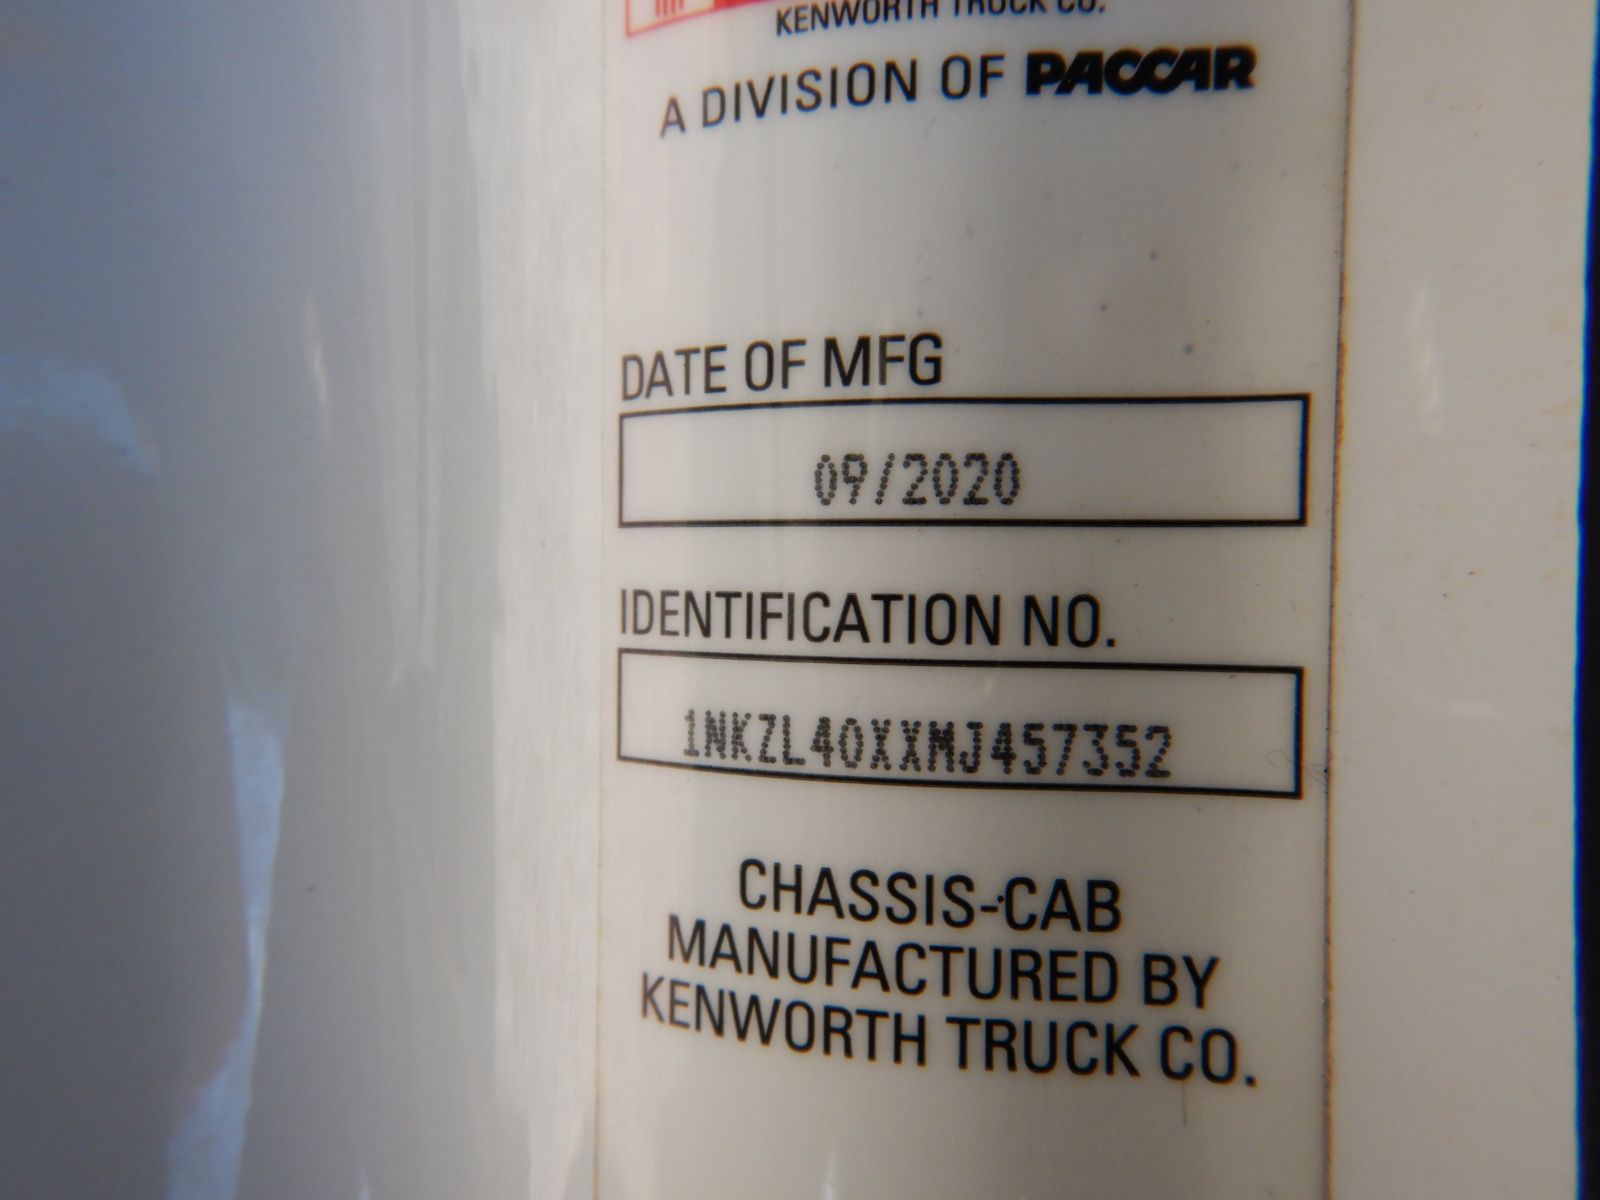 KENWORTH TRUCK CO.
A DIVISION OF PACCAR
DATE OF MFG
09/2020
IDENTIFICATION NO.
1NKZL40XXMJ457352
CHASSIS-CAB
MANUFACTURED BY
KENWORTH TRUCK CO.